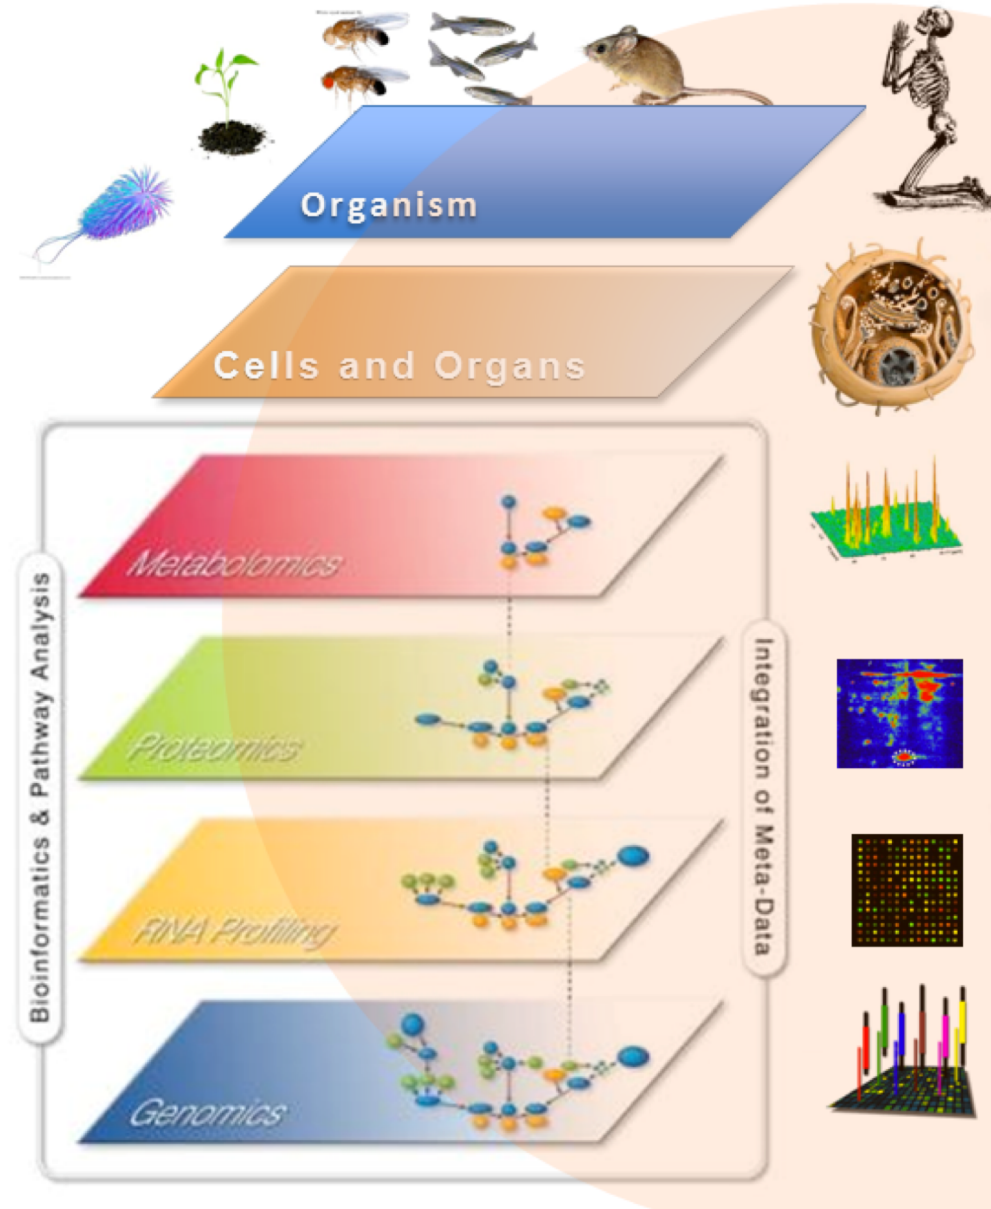 Organism
Cells and Organs
Metabolomics
Proteomics
RNA Profiling
Genomics
Bioinformatics & Pathway Analysis
Integration of Meta-Data